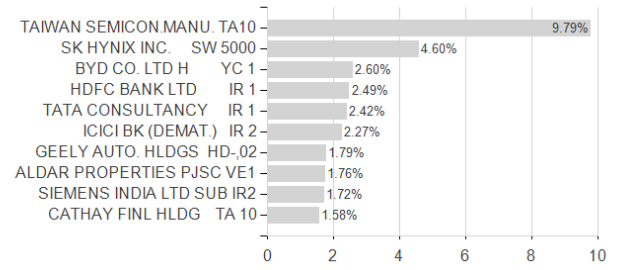 TAIWAN SEMICON.MANU. TA10 9.79%
SK HYNIX INC. SW 5000 4.60%
BYD CO. LTD H YC 1 2.60%
HDFC BANK LTD IR 1 2.49%
TATA CONSULTANCY IR 1 2.42%
ICICI BK (DEMAT.) IR 2 2.27%
GEELY AUTO. HLDGS HD-,02 1.79%
ALDAR PROPERTIES PJSC VE1 1.76%
SIEMENS INDIA LTD SUB IR2 1.72%
CATHAY FINL HLDG TA 10 1.58%
0 2 4 6 8 10